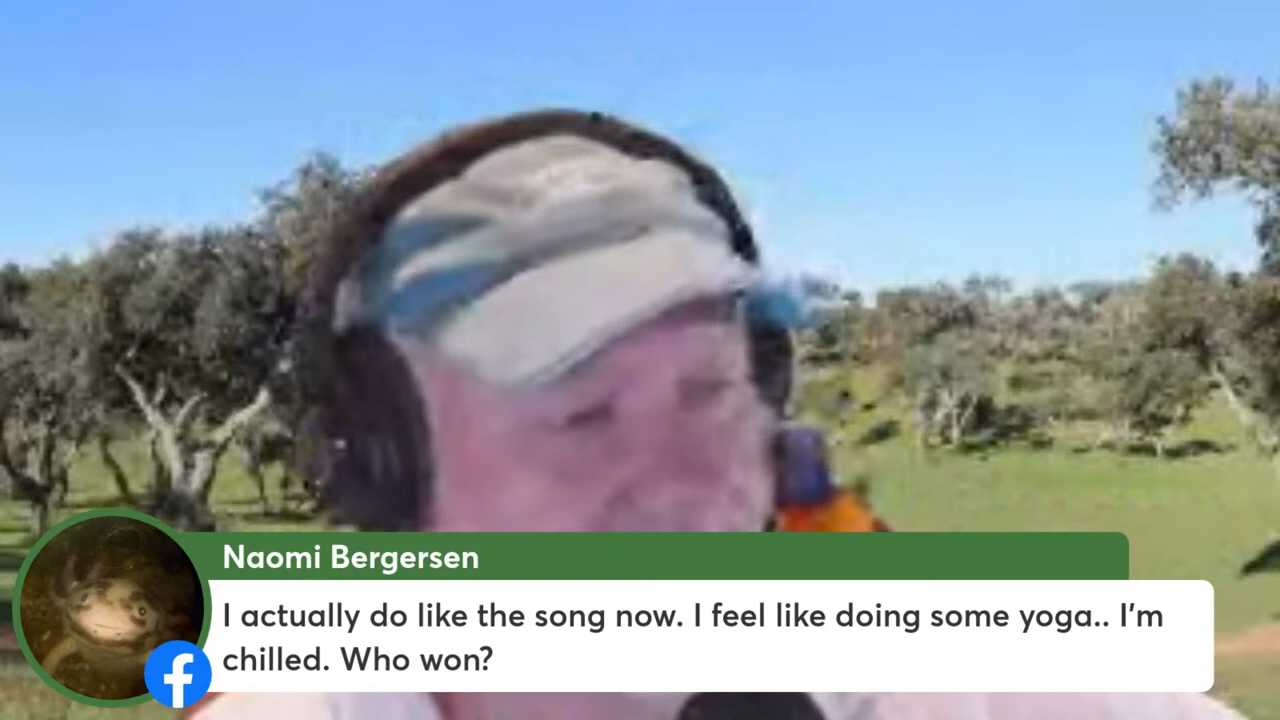 Naomi Bergersen
I actually do like the song now. I feel like doing some yoga.. I'm
chilled. Who won?